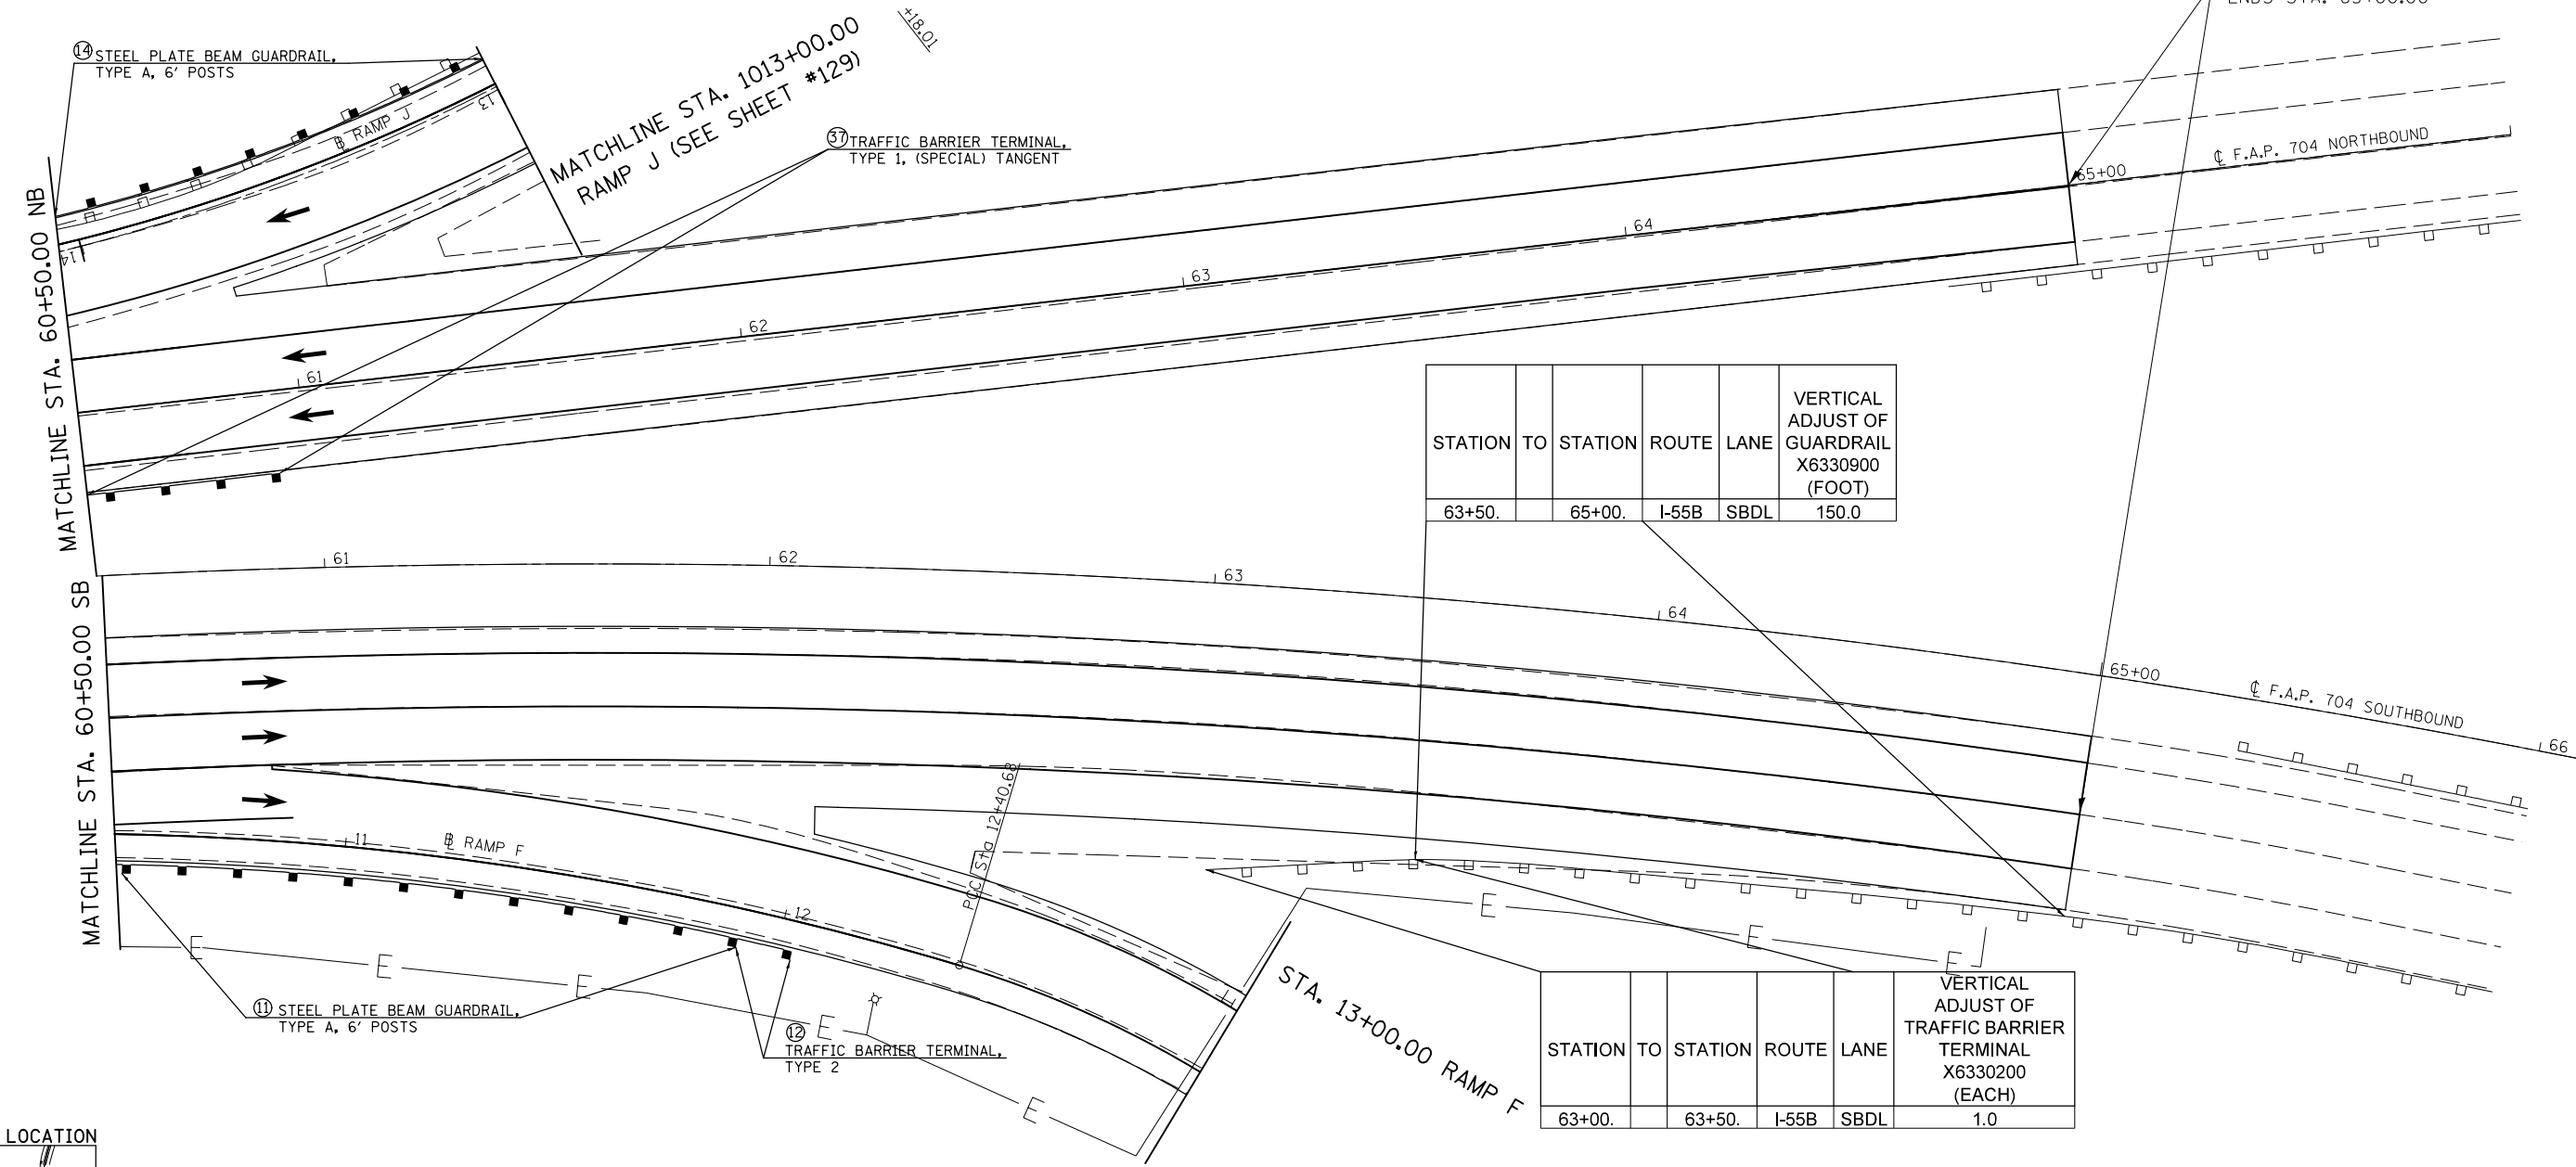 ENDS STA. 65+00.00
+18.01
14 STEEL PLATE BEAM GUARDRAIL,
TYPE A, 6' POSTS
MATCHLINE STA. 1013+00.00
RAMP J (SEE SHEET #129)
℄ RAMP J
13
14
37 TRAFFIC BARRIER TERMINAL,
TYPE 1, (SPECIAL) TANGENT
MATCHLINE STA. 60+50.00 NB
61
62
63
64
65+00
℄ F.A.P. 704 NORTHBOUND
STATION TO STATION ROUTE LANE VERTICAL
ADJUST OF
GUARDRAIL
X6330900
(FOOT)
63+50. 65+00. I-55B SBDL 150.0
MATCHLINE STA. 60+50.00 SB
61
62
63
64
65+00
℄ F.A.P. 704 SOUTHBOUND
66
11
℄ RAMP F
12
PCC Sta 12+40.68
E
E
E
E
E
E
E
E
11 STEEL PLATE BEAM GUARDRAIL,
TYPE A, 6' POSTS
12
TRAFFIC BARRIER TERMINAL,
TYPE 2
STA. 13+00.00 RAMP F
STATION TO STATION ROUTE LANE VERTICAL
ADJUST OF
TRAFFIC BARRIER
TERMINAL
X6330200
(EACH)
63+00. 63+50. I-55B SBDL 1.0
LOCATION